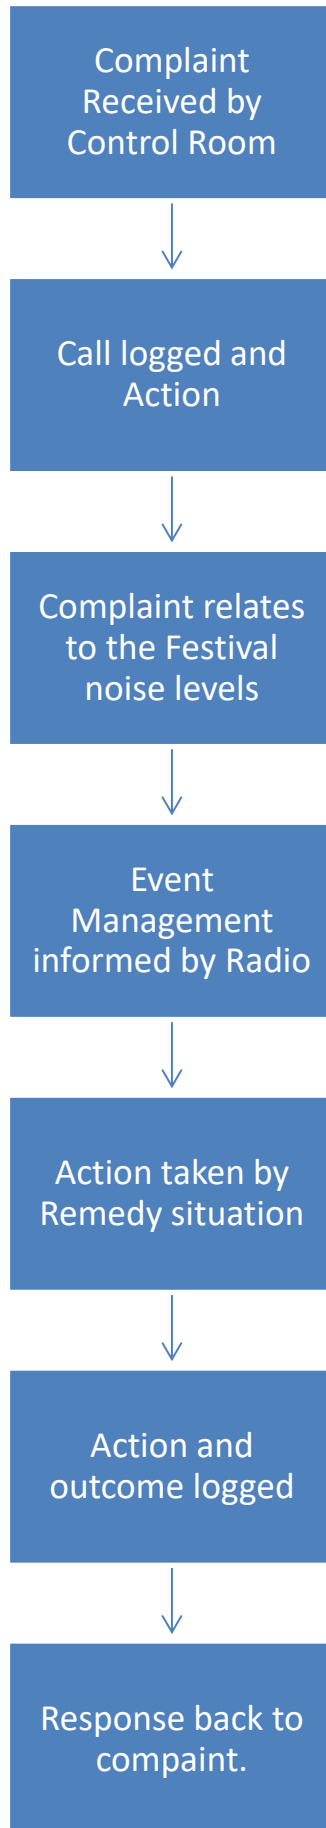 Complaint
Received by
Control Room
Call logged and
Action
Complaint relates
to the Festival
noise levels
Event
Management
informed by Radio
Action taken by
Remedy situation
Action and
outcome logged
Response back to
compaint.